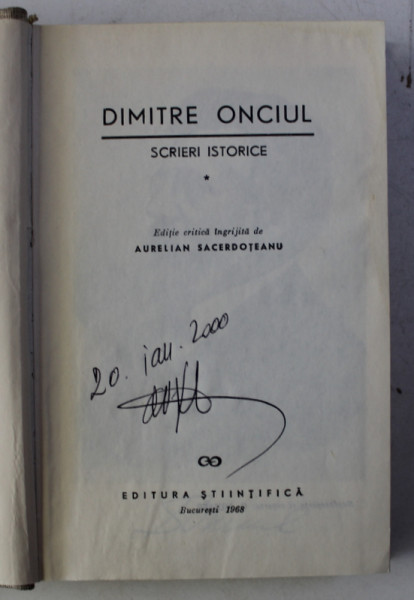 DIMITRE ONCIUL
SCRIERI ISTORICE
*
Ediție critică îngrijită de
AURELIAN SACERDOȚEANU
20. ian. 2000
EDITURA ȘTIINȚIFICĂ
București 1968